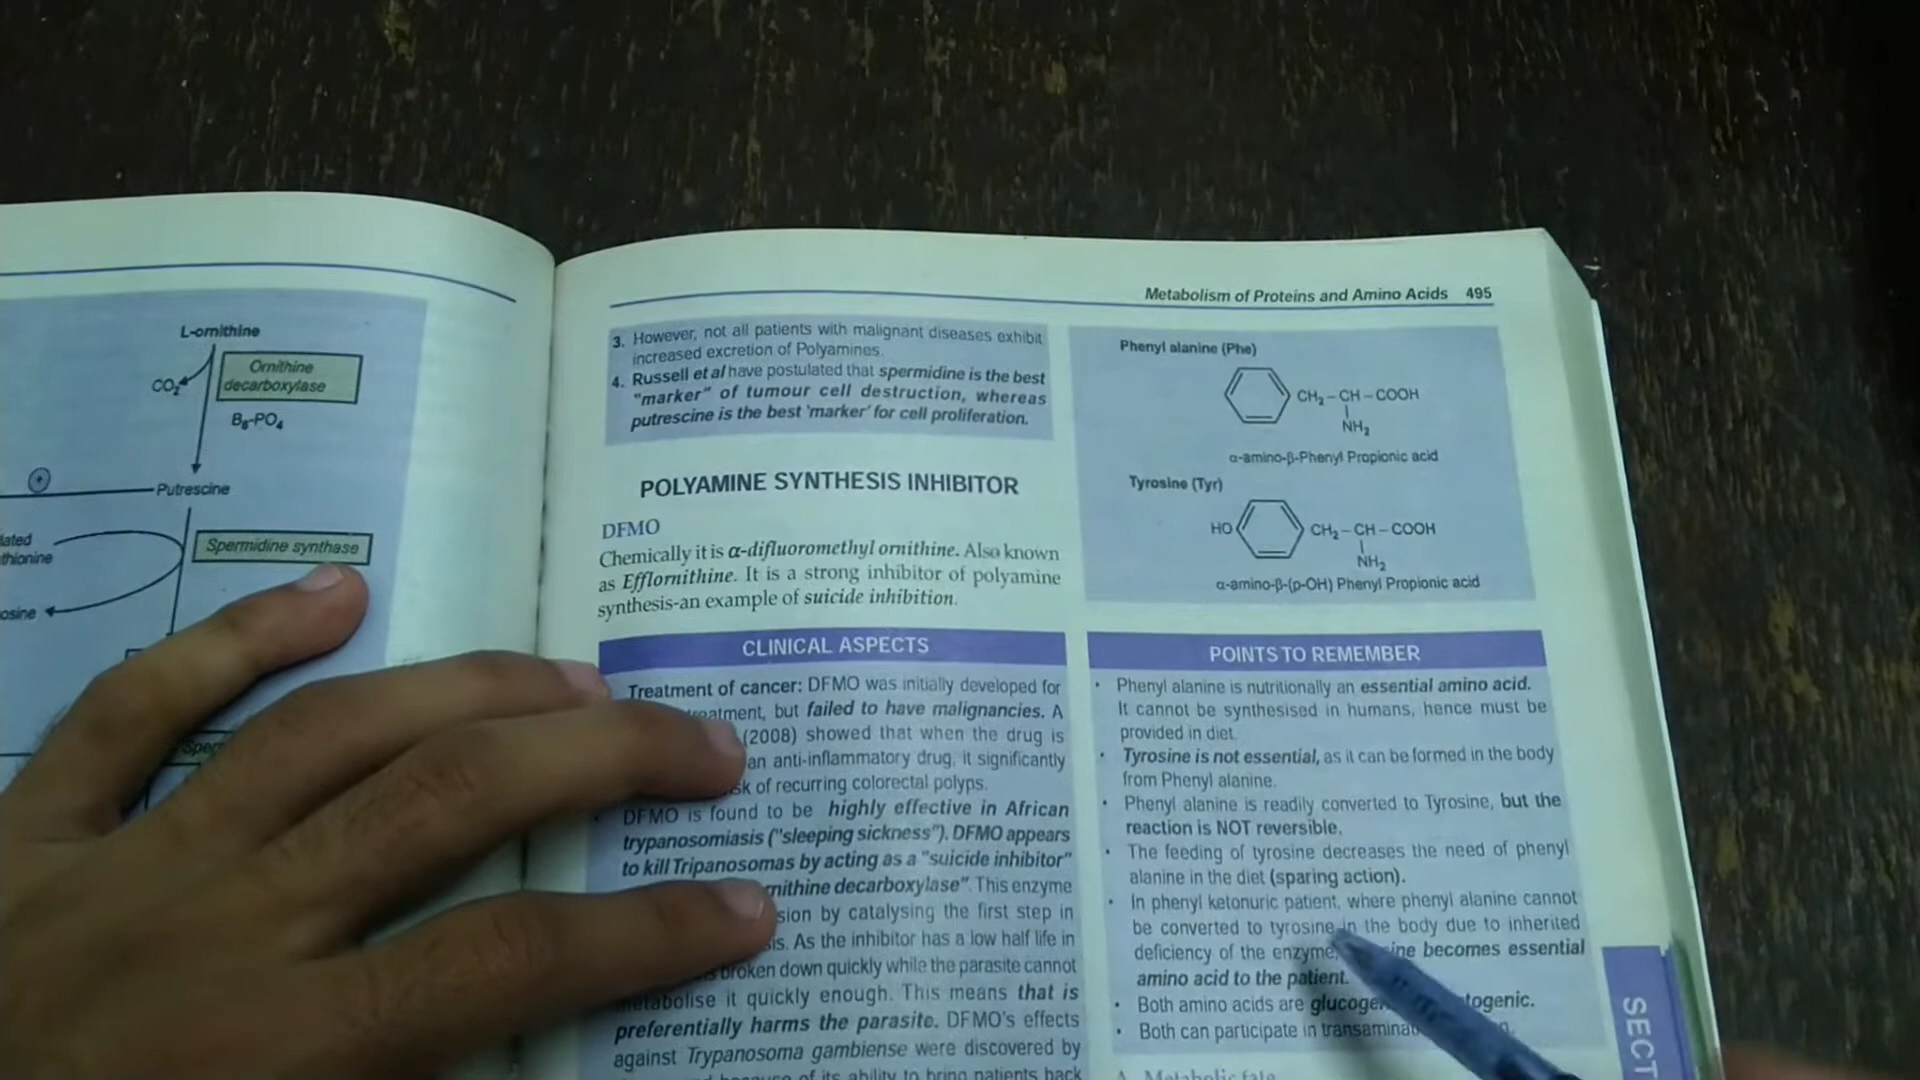 L-ornithine
Ornithine
decarboxylase
CO2
B6-PO4
+
Putrescine
Spermidine synthase
Metabolism of Proteins and Amino Acids 495
3. However, not all patients with malignant diseases exhibit
increased excretion of Polyamines.
4. Russell et al have postulated that spermidine is the best
"marker" of tumour cell destruction, whereas
putrescine is the best 'marker' for cell proliferation.
POLYAMINE SYNTHESIS INHIBITOR
DFMO
Chemically it is α-difluoromethyl ornithine. Also known
as Efflornithine. It is a strong inhibitor of polyamine
synthesis-an example of suicide inhibition.
CLINICAL ASPECTS
Treatment of cancer: DFMO was initially developed for
but failed to have malignancies. A
(2008) showed that when the drug is
an anti-inflammatory drug, it significantly
of recurring colorectal polyps.
DFMO is found to be highly effective in African
trypanosomiasis ("sleeping sickness"). DFMO appears
to kill Tripanosomas by acting as a "suicide inhibitor"
decarboxylase". This enzyme
by catalysing the first step in
As the inhibitor has a low half life in
broken down quickly while the parasite cannot
metabolise it quickly enough. This means that is
preferentially harms the parasite. DFMO's effects
against Trypanosoma gambiense were discovered by
of its ability to bring patients back
Phenyl alanine (Phe)
CH2 – CH – COOH
NH2
α-amino-β-Phenyl Propionic acid
Tyrosine (Tyr)
HO CH2 – CH – COOH
NH2
α-amino-β-(p-OH) Phenyl Propionic acid
POINTS TO REMEMBER
• Phenyl alanine is nutritionally an essential amino acid.
It cannot be synthesised in humans, hence must be
provided in diet.
• Tyrosine is not essential, as it can be formed in the body
from Phenyl alanine.
• Phenyl alanine is readily converted to Tyrosine, but the
reaction is NOT reversible.
• The feeding of tyrosine decreases the need of phenyl
alanine in the diet (sparing action).
• In phenyl ketonuric patient, where phenyl alanine cannot
be converted to tyrosine in the body due to inherited
deficiency of the enzyme, becomes essential
amino acid to the patient.
• Both amino acids are
• Both can participate in
A. Metabolic fate
SECT